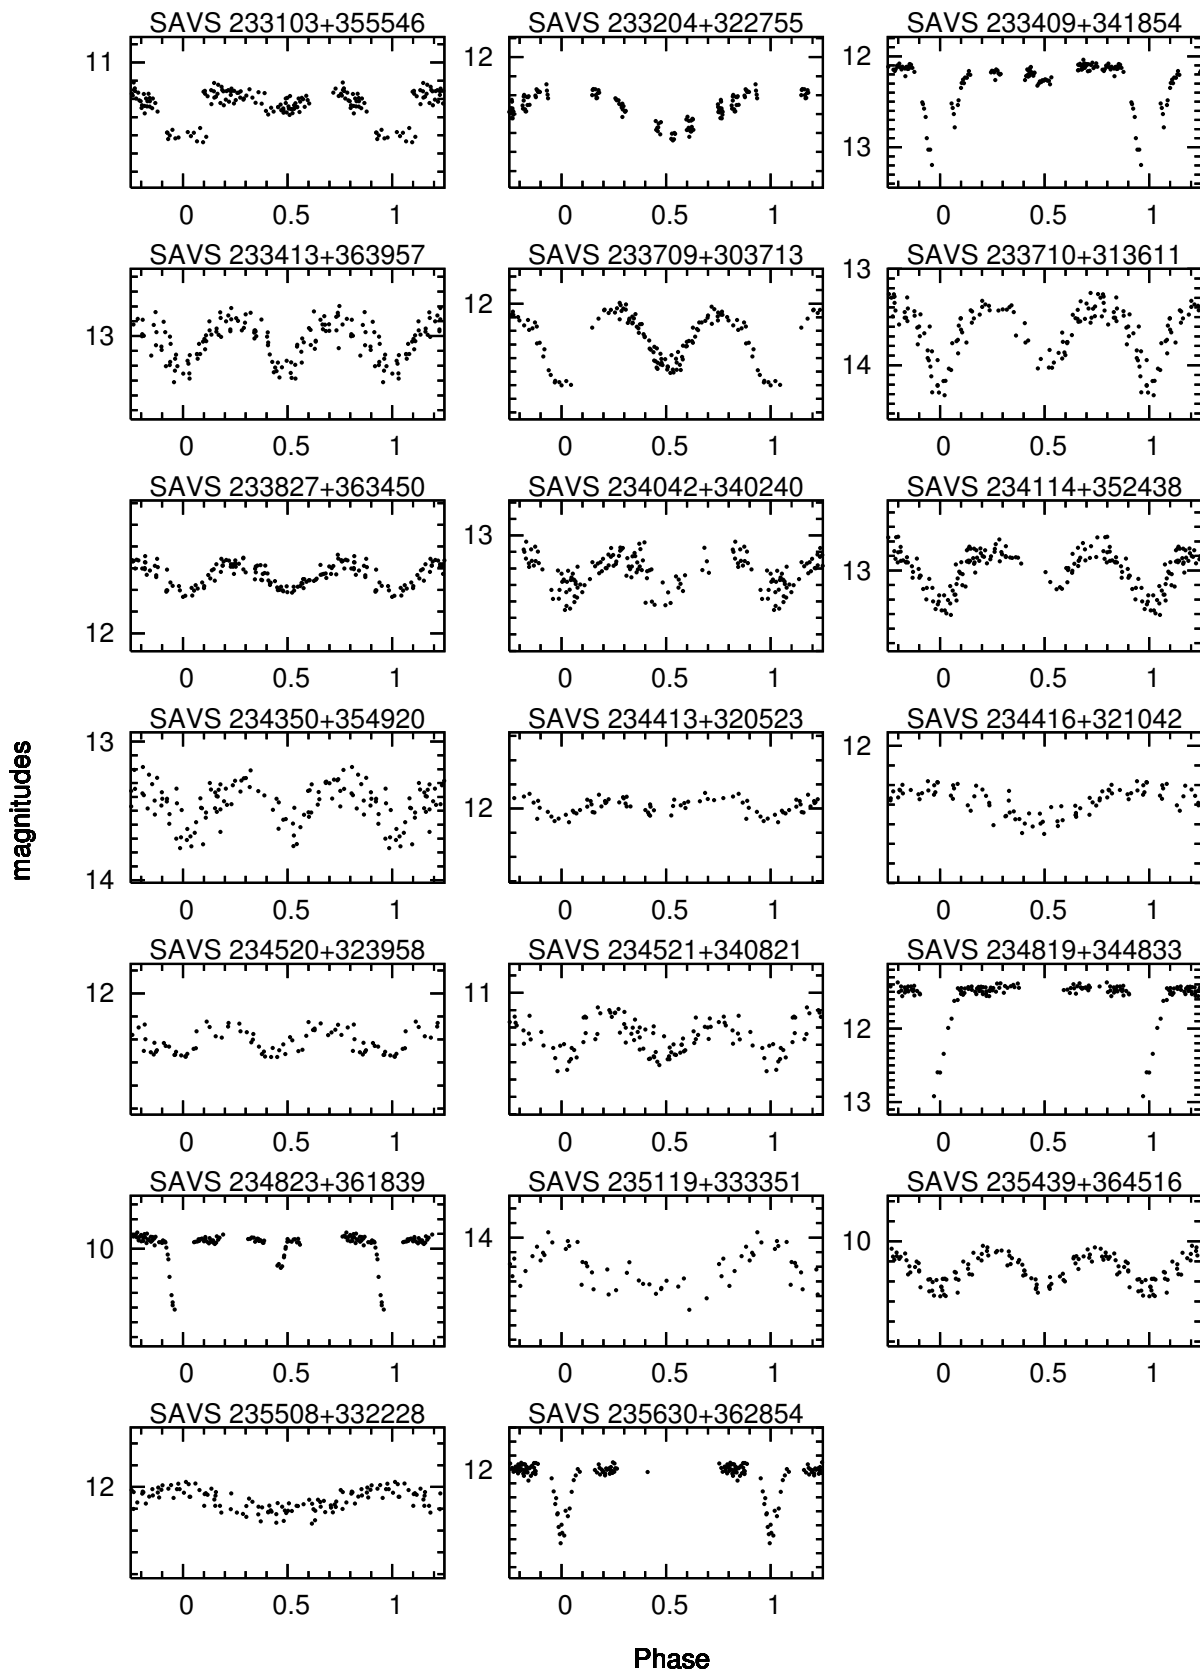 SAVS 233103+355546 SAVS 233204+322755 SAVS 233409+341854
11 12 12
13
0 0.5 1 0 0.5 1 0 0.5 1
SAVS 233413+363957 SAVS 233709+303713 SAVS 233710+313611
13 12 13
14
0 0.5 1 0 0.5 1 0 0.5 1
SAVS 233827+363450 SAVS 234042+340240 SAVS 234114+352438
12 13 13
0 0.5 1 0 0.5 1 0 0.5 1
SAVS 234350+354920 SAVS 234413+320523 SAVS 234416+321042
13 12 12
14
0 0.5 1 0 0.5 1 0 0.5 1
magnitudes
SAVS 234520+323958 SAVS 234521+340821 SAVS 234819+344833
12 11 12
13
0 0.5 1 0 0.5 1 0 0.5 1
SAVS 234823+361839 SAVS 235119+333351 SAVS 235439+364516
10 14 10
0 0.5 1 0 0.5 1 0 0.5 1
SAVS 235508+332228 SAVS 235630+362854
12 12
0 0.5 1 0 0.5 1
Phase